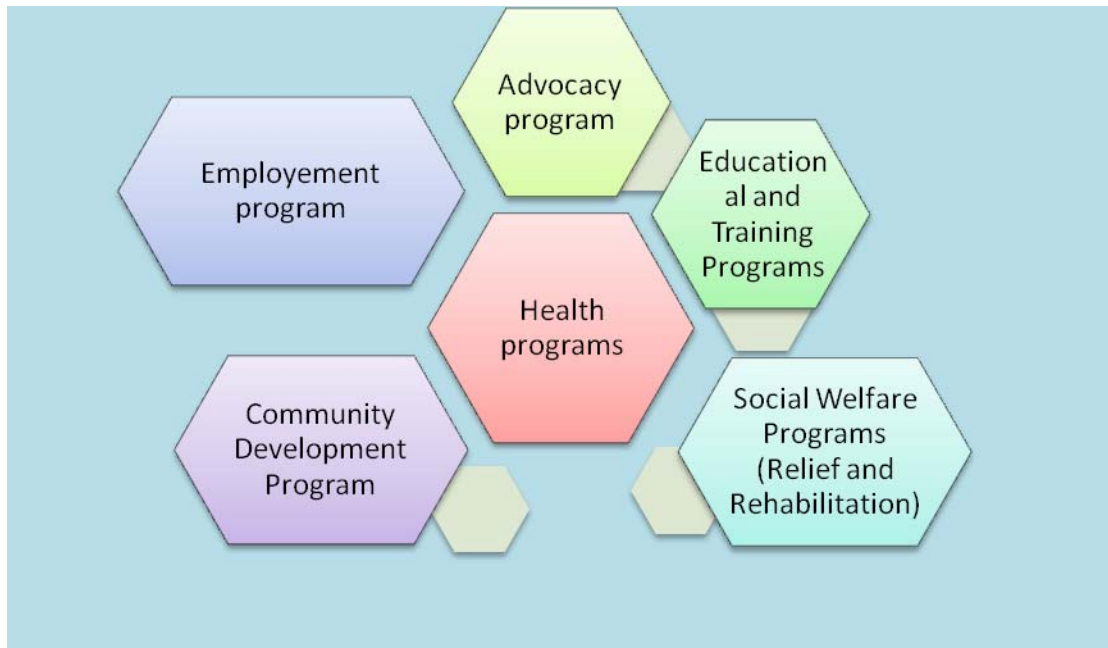 Advocacy
program
Employement
program
Education
al and
Training
Programs
Health
programs
Community
Development
Program
Social Welfare
Programs
(Relief and
Rehabilitation)